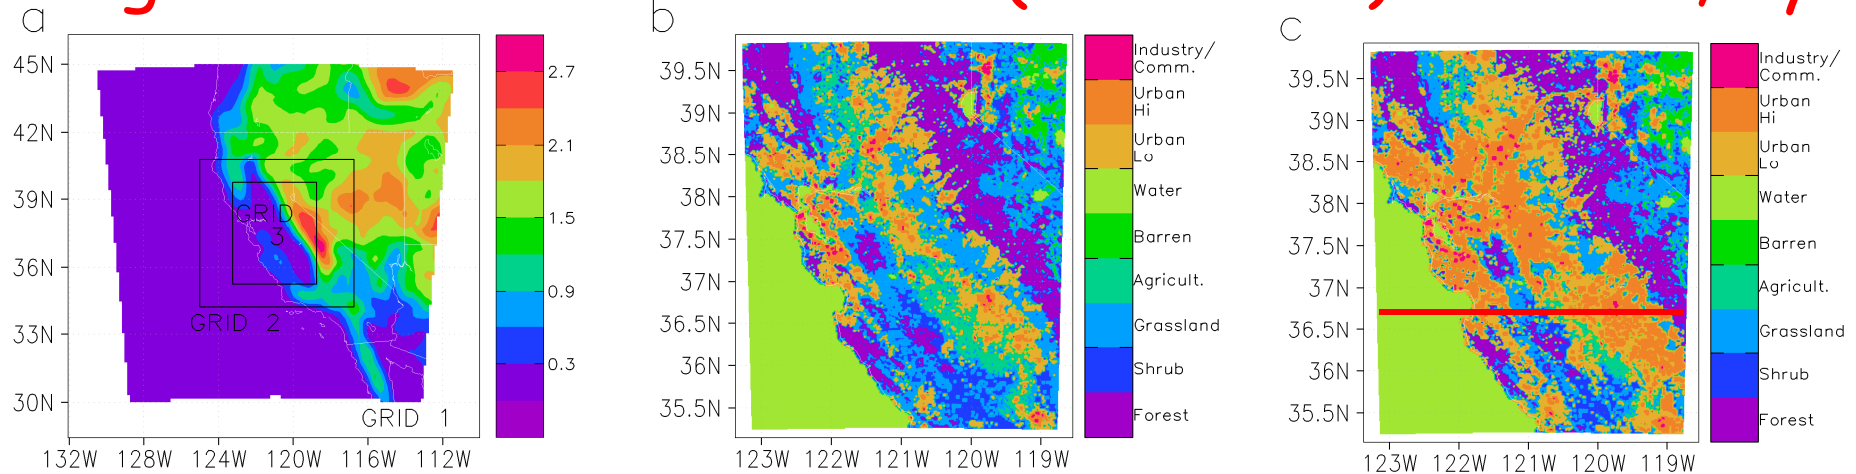 a
45N
42N
39N
36N
33N
30N
132W 128W 124W 120W 116W 112W
GRID
3
GRID 2
GRID 1
2.7
2.1
1.5
0.9
0.3
b
39.5N
39N
38.5N
38N
37.5N
37N
36.5N
36N
35.5N
123W 122W 121W 120W 119W
Industry/
Comm.
Urban
Hi
Urban
Lo
Water
Barren
Agricult.
Grassland
Shrub
Forest
c
39.5N
39N
38.5N
38N
37.5N
37N
36.5N
36N
35.5N
123W 122W 121W 120W 119W
Industry/
Comm.
Urban
Hi
Urban
Lo
Water
Barren
Agricult.
Grassland
Shrub
Forest